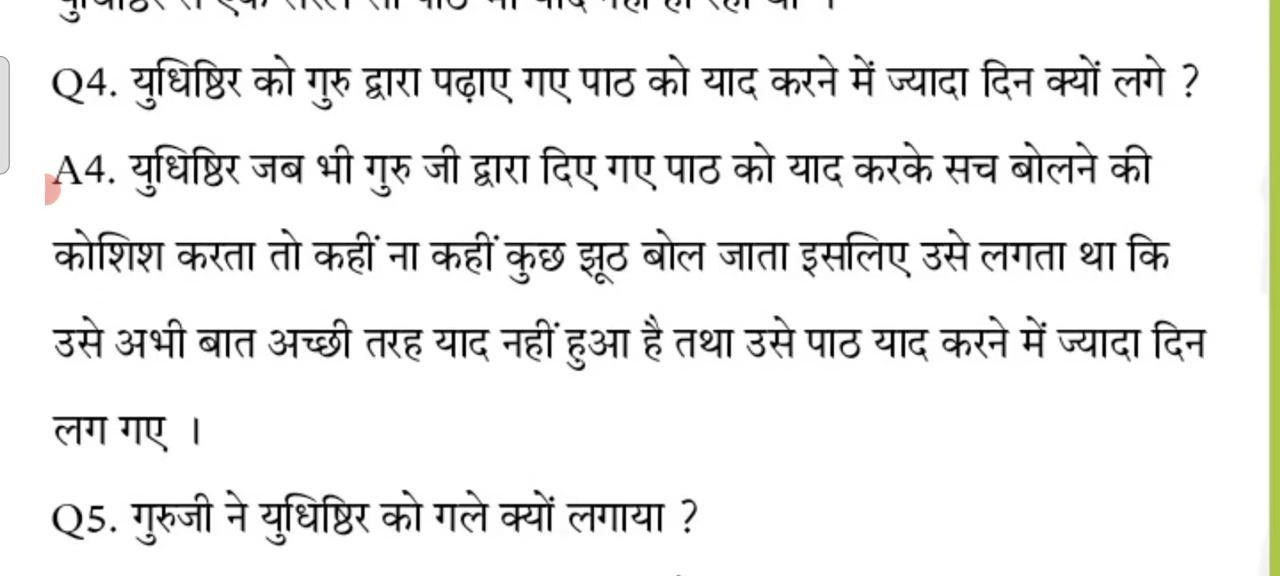 Q4. युधिष्ठिर को गुरु द्वारा पढ़ाए गए पाठ को याद करने में ज्यादा दिन क्यों लगे ?
A4. युधिष्ठिर जब भी गुरु जी द्वारा दिए गए पाठ को याद करके सच बोलने की
कोशिश करता तो कहीं ना कहीं कुछ झूठ बोल जाता इसलिए उसे लगता था कि
उसे अभी बात अच्छी तरह याद नहीं हुआ है तथा उसे पाठ याद करने में ज्यादा दिन
लग गए ।
Q5. गुरुजी ने युधिष्ठिर को गले क्यों लगाया ?